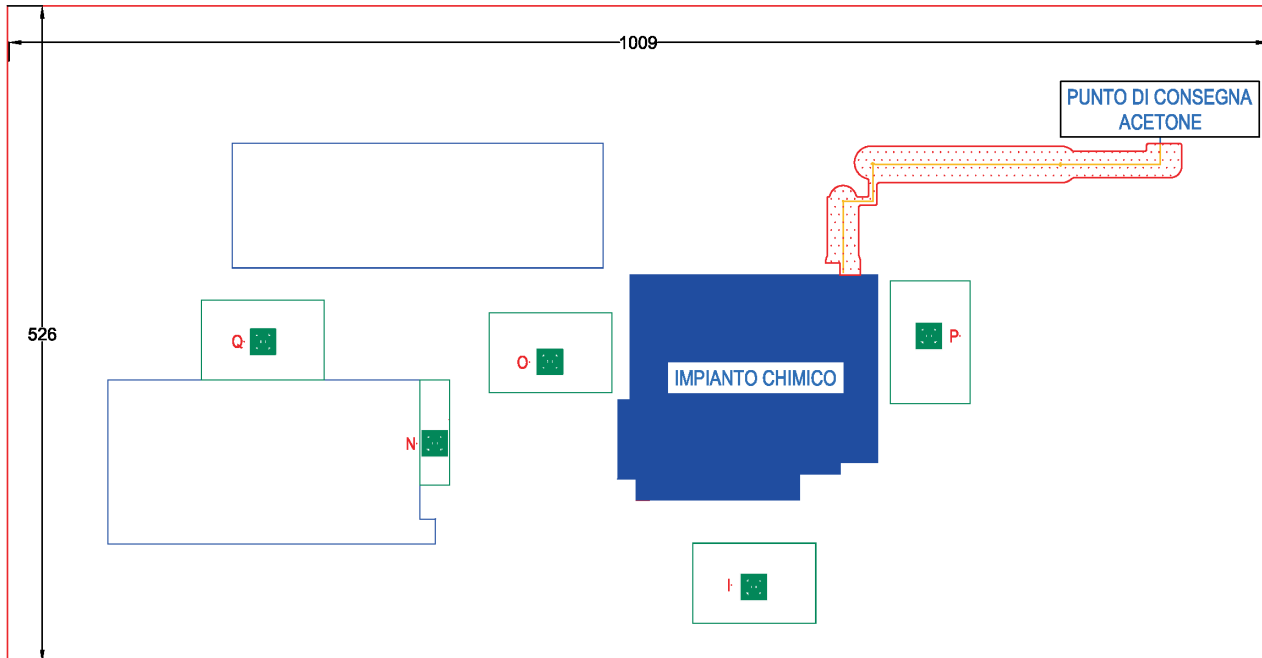 1009
PUNTO DI CONSEGNA
ACETONE
526
Q
O
P
IMPIANTO CHIMICO
N
I